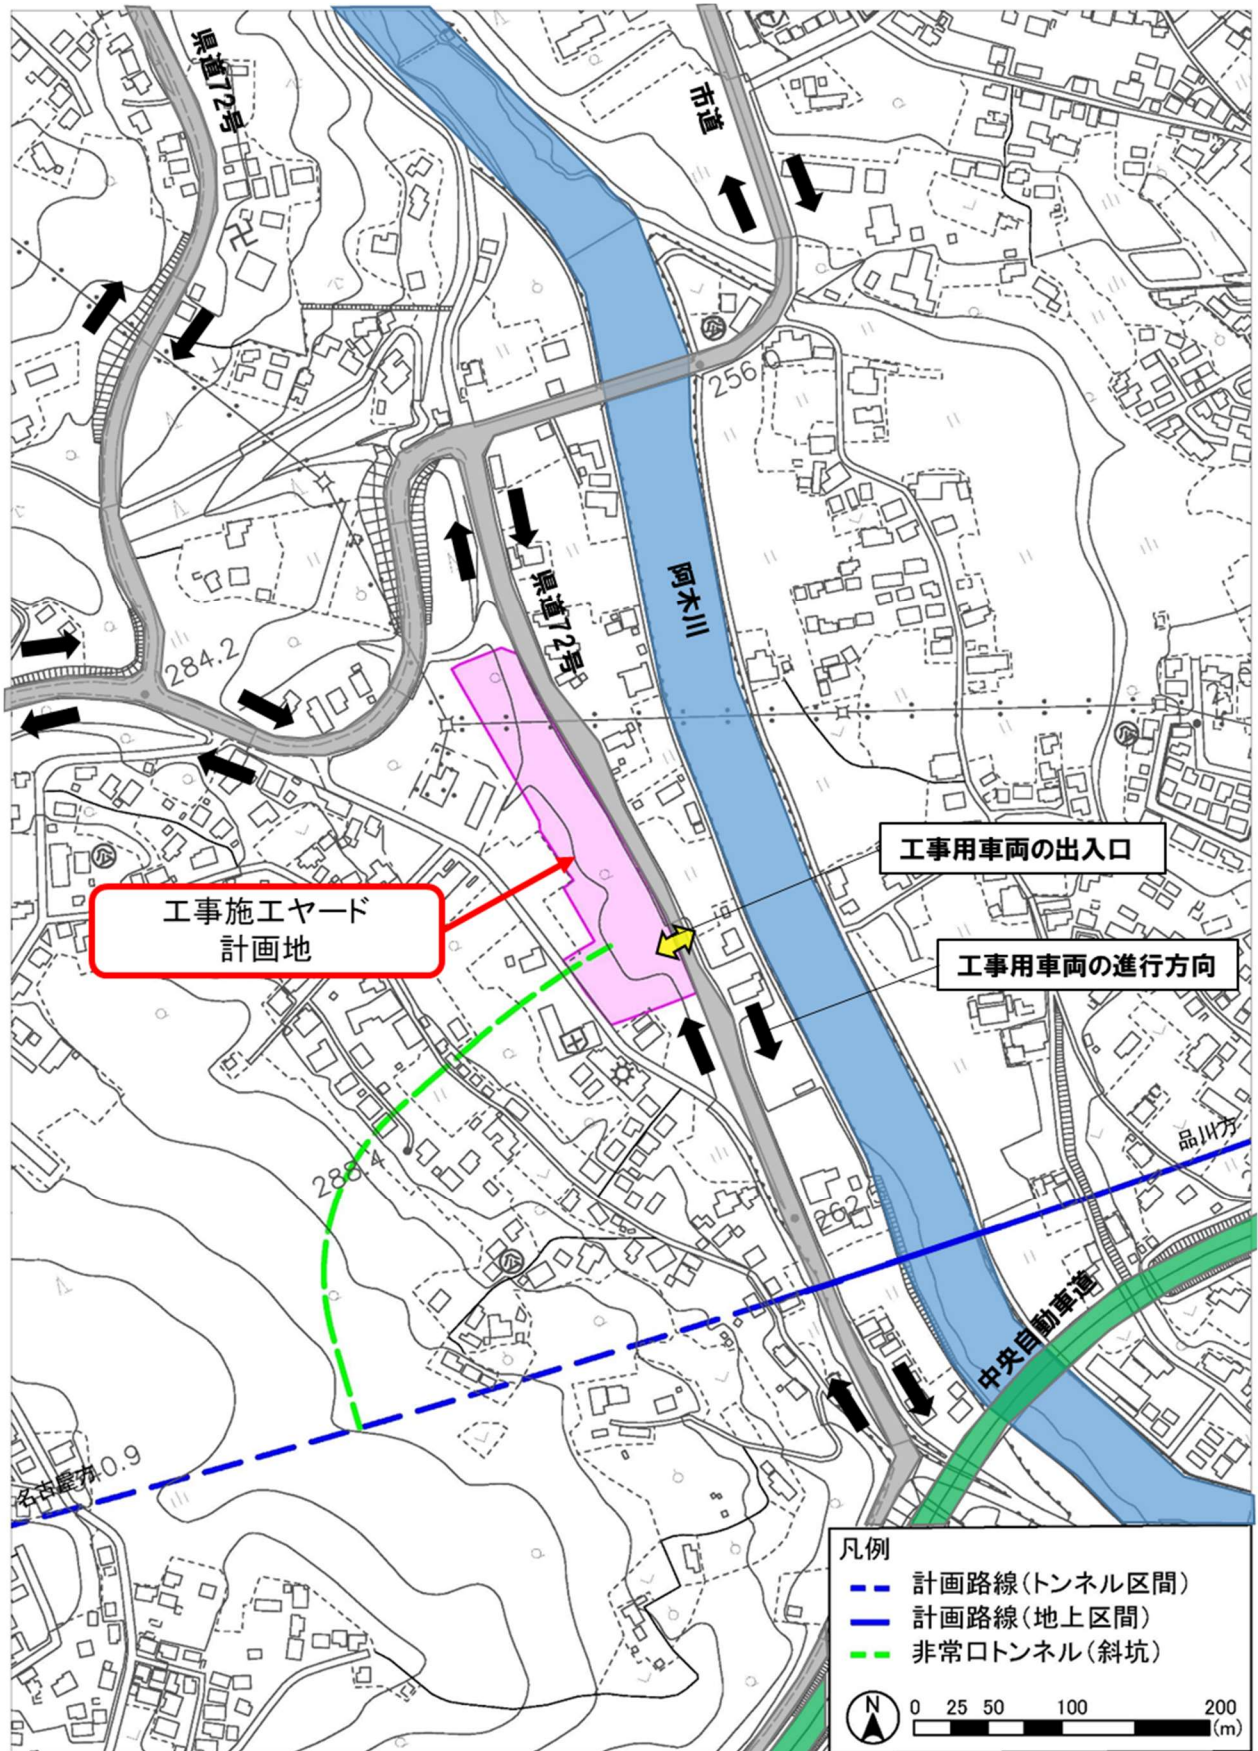 県道72号
市道
256.0
県道72号
阿木川
284.2
工事用車両の出入口
工事施工ヤード
計画地
工事用車両の進行方向
品川方
288.4
262
中央自動車道
名古屋方
40.9
凡例
計画路線(トンネル区間)
計画路線(地上区間)
非常口トンネル(斜坑)
N
0 25 50 100 200
(m)